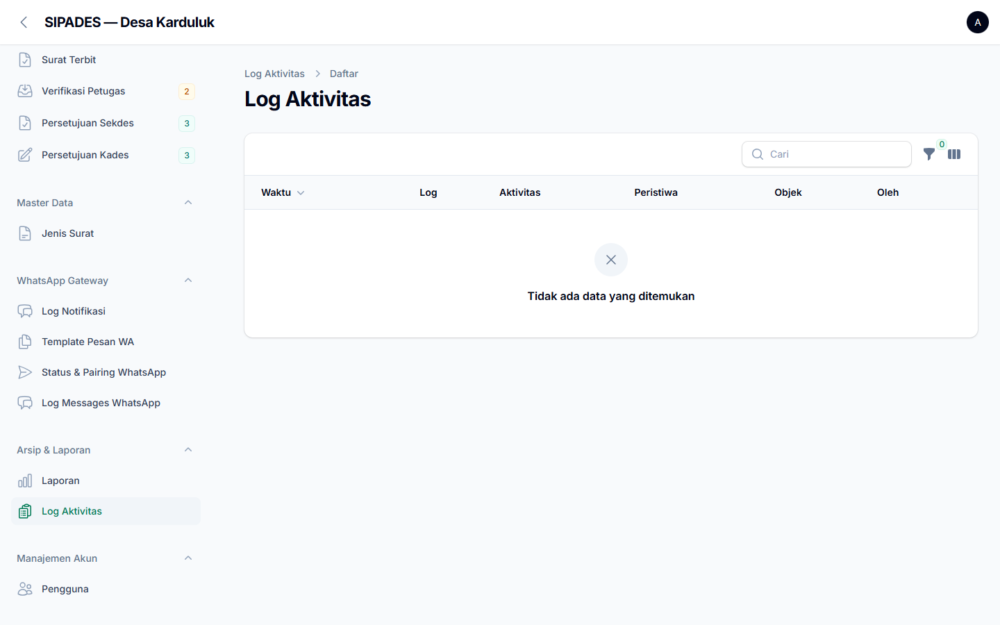 SIPADES — Desa Karduluk
A
Surat Terbit
Verifikasi Petugas 2
Persetujuan Sekdes 3
Persetujuan Kades 3
Master Data
Jenis Surat
WhatsApp Gateway
Log Notifikasi
Template Pesan WA
Status & Pairing WhatsApp
Log Messages WhatsApp
Arsip & Laporan
Laporan
Log Aktivitas
Manajemen Akun
Pengguna
Log Aktivitas > Daftar
Log Aktivitas
Cari
0
Waktu Log Aktivitas Peristiwa Objek Oleh
Tidak ada data yang ditemukan